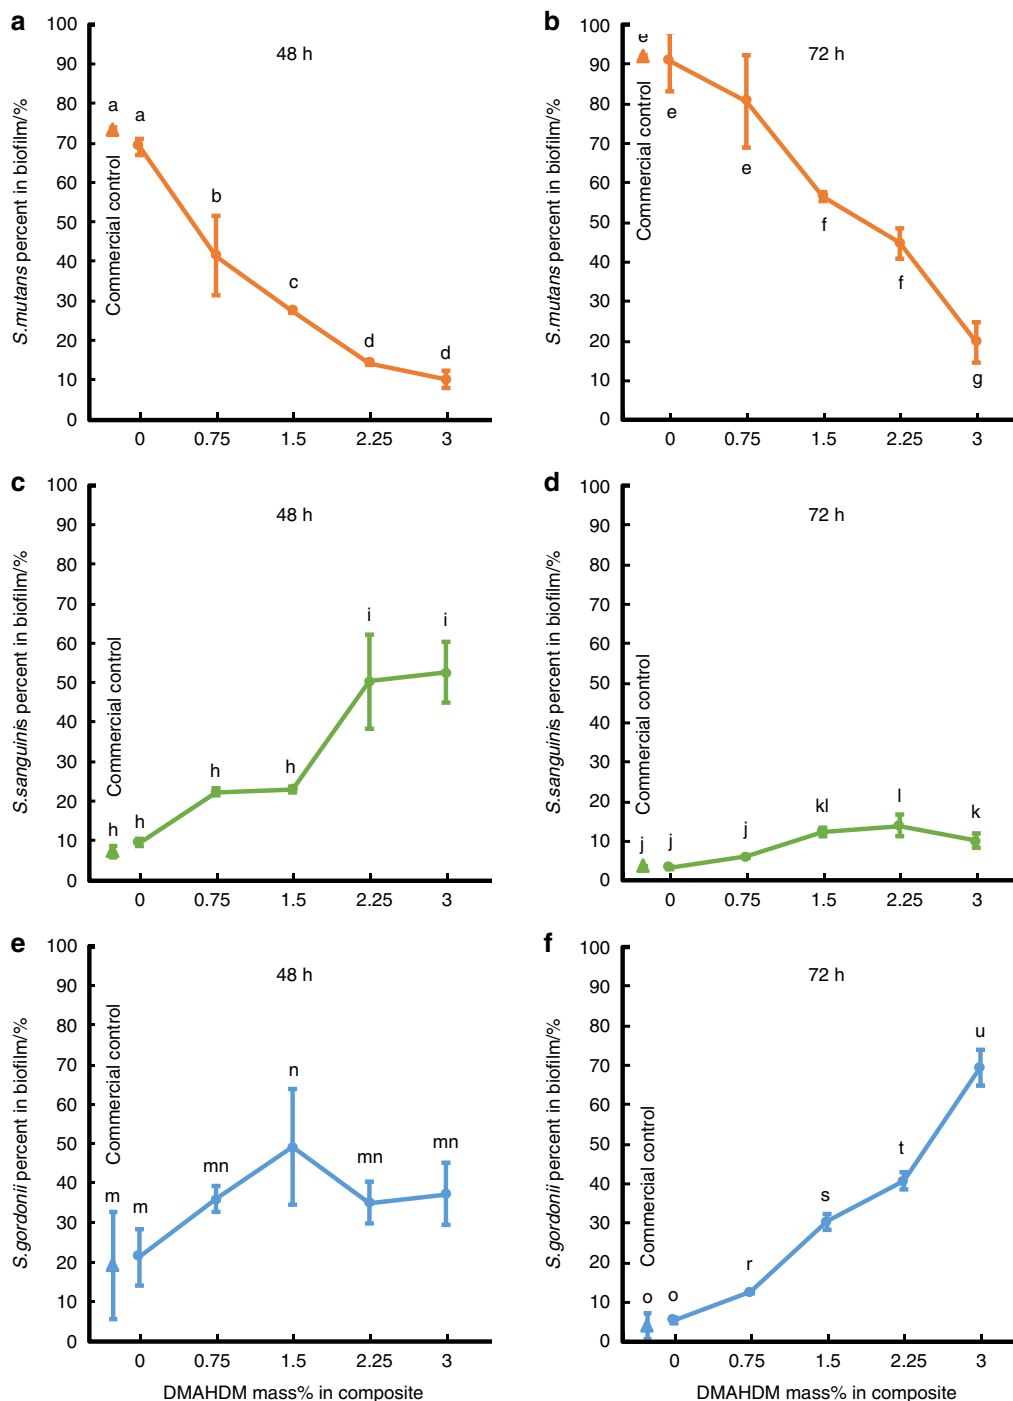 a
48 h
S.mutans percent in biofilm/%
100
90
80
70
60
50
40
30
20
10
0
Commercial control
a
a
b
c
d
d
0 0.75 1.5 2.25 3
b
72 h
S.mutans percent in biofilm/%
100
90
80
70
60
50
40
30
20
10
0
Commercial control
e
e
e
f
f
g
0 0.75 1.5 2.25 3
c
48 h
S.sanguinis percent in biofilm/%
100
90
80
70
60
50
40
30
20
10
0
Commercial control
h
h
h
h
i
i
0 0.75 1.5 2.25 3
d
72 h
S.sanguinis percent in biofilm/%
100
90
80
70
60
50
40
30
20
10
0
Commercial control
j
j
j
kl
l
k
0 0.75 1.5 2.25 3
e
48 h
S.gordonii percent in biofilm/%
100
90
80
70
60
50
40
30
20
10
0
Commercial control
m
m
mn
n
mn
mn
0 0.75 1.5 2.25 3
DMAHDM mass% in composite
f
72 h
S.gordonii percent in biofilm/%
100
90
80
70
60
50
40
30
20
10
0
Commercial control
o
o
r
s
t
u
0 0.75 1.5 2.25 3
DMAHDM mass% in composite